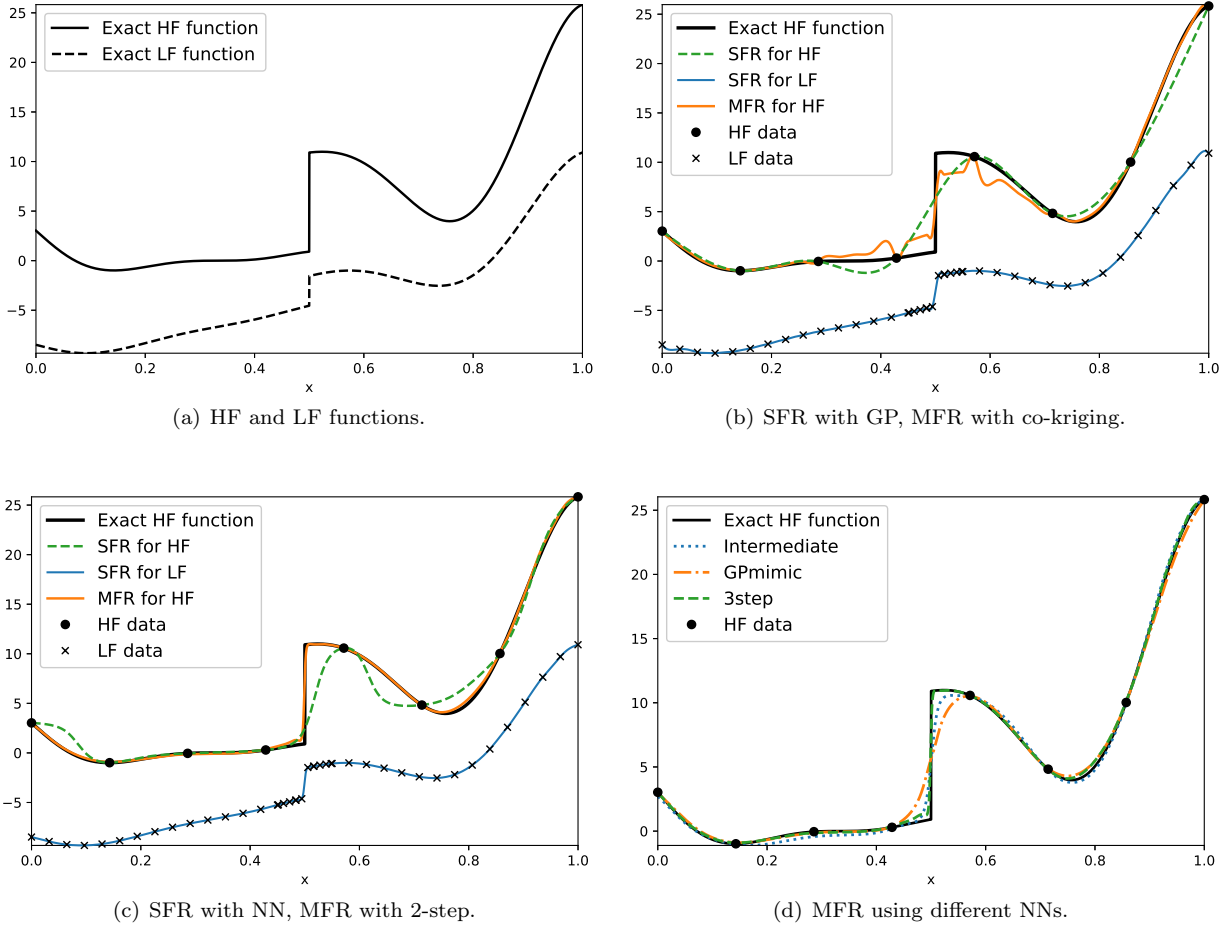 25
20
15
10
5
0
−5
Exact HF function
Exact LF function
0.0 0.2 0.4 0.6 0.8 1.0
x
(a) HF and LF functions.
25
20
15
10
5
0
−5
Exact HF function
SFR for HF
SFR for LF
MFR for HF
HF data
LF data
0.0 0.2 0.4 0.6 0.8 1.0
x
(b) SFR with GP, MFR with co-kriging.
25
20
15
10
5
0
−5
Exact HF function
SFR for HF
SFR for LF
MFR for HF
HF data
LF data
0.0 0.2 0.4 0.6 0.8 1.0
x
(c) SFR with NN, MFR with 2-step.
25
20
15
10
5
0
Exact HF function
Intermediate
GPmimic
3step
HF data
0.0 0.2 0.4 0.6 0.8 1.0
x
(d) MFR using different NNs.